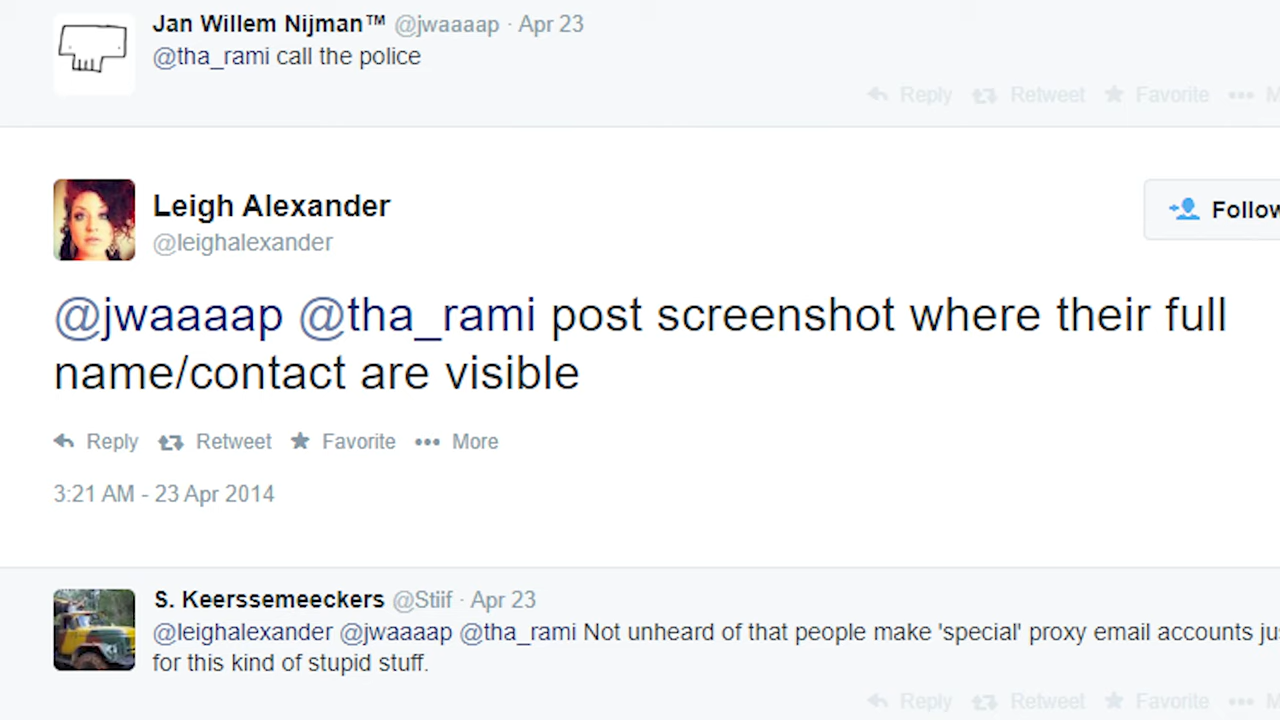 Jan Willem Nijman™ @jwaaaap · Apr 23
@tha_rami call the police
Reply Retweet Favorite
Leigh Alexander
@leighalexander
@jwaaaap @tha_rami post screenshot where their full
name/contact are visible
Reply Retweet Favorite More
3:21 AM - 23 Apr 2014
S. Keerssemeeckers @Stiif · Apr 23
@leighalexander @jwaaaap @tha_rami Not unheard of that people make 'special' proxy email accounts
for this kind of stupid stuff.
Reply Retweet Favorite